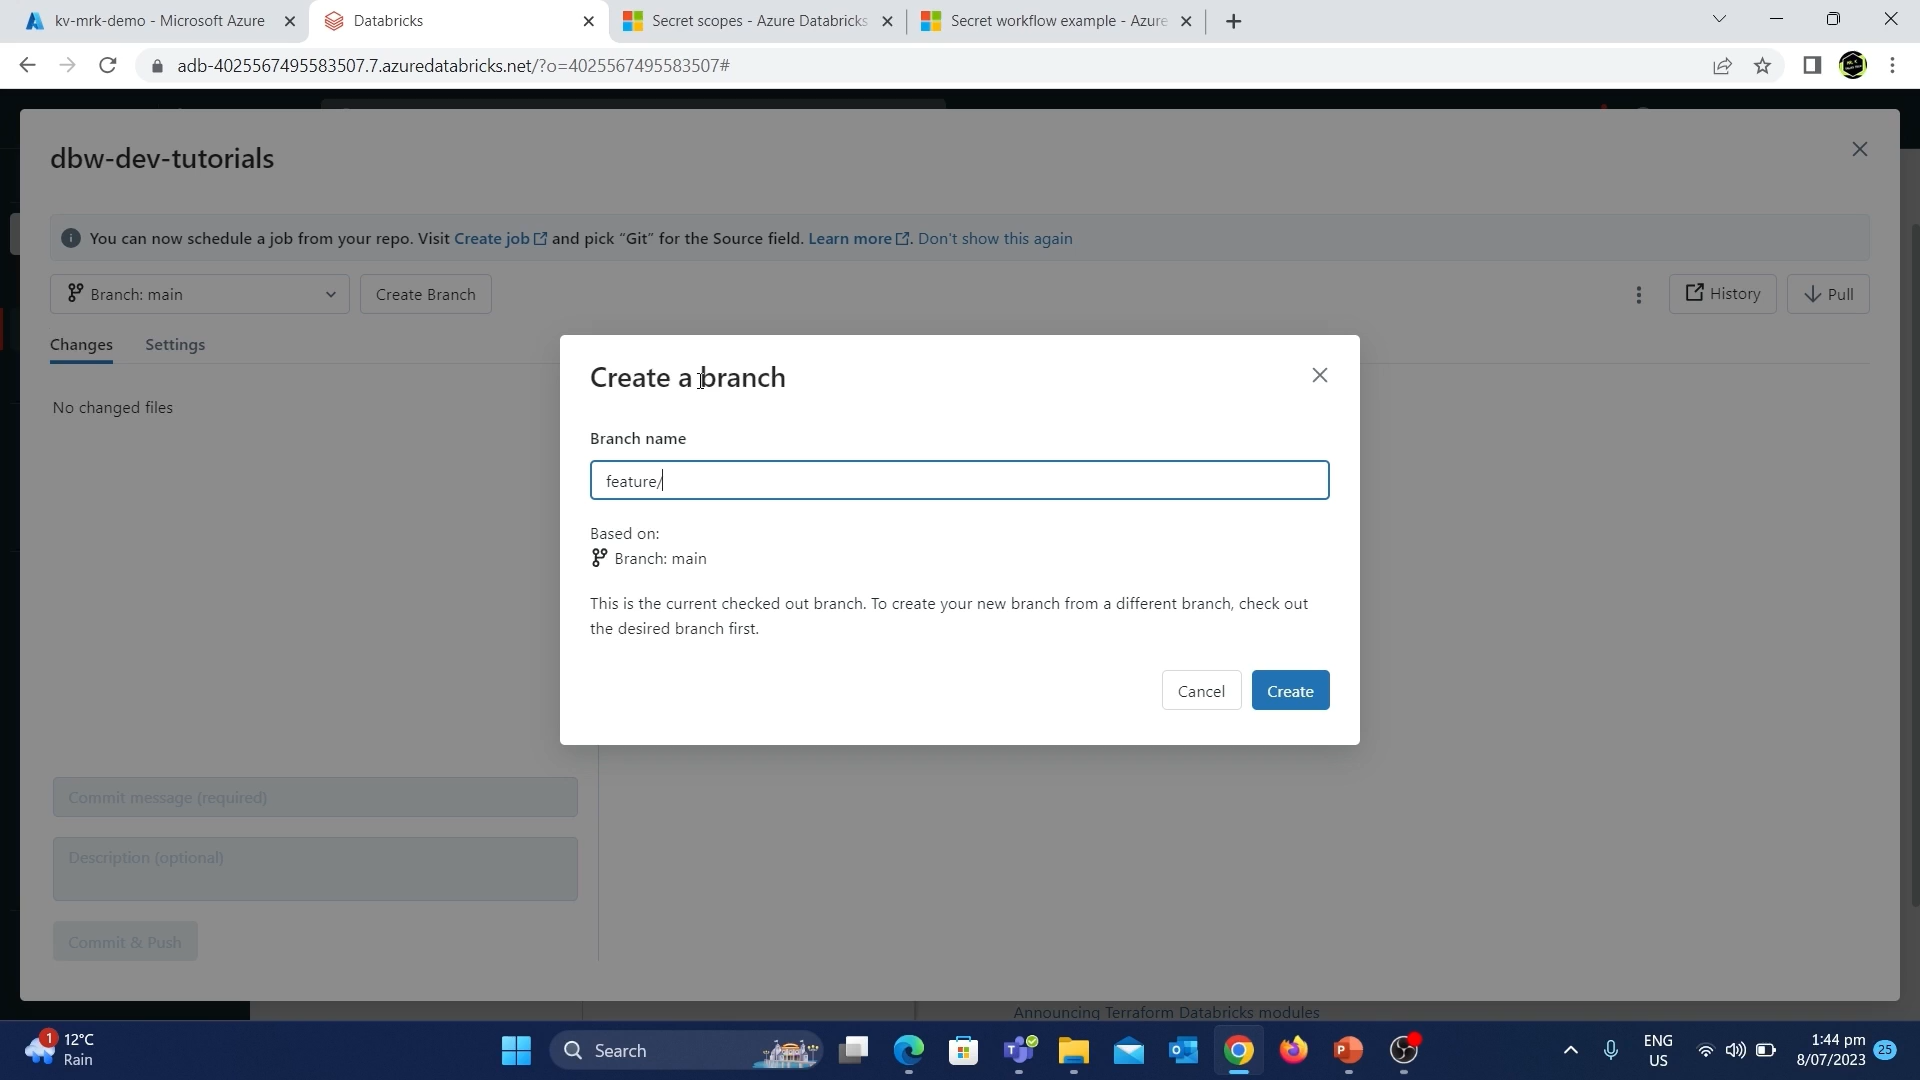 kv-mrk-demo - Microsoft Azure
Databricks
Secret scopes - Azure Databricks
Secret workflow example - Azure
adb-4025567495583507.7.azuredatabricks.net/?o=4025567495583507#
dbw-dev-tutorials
You can now schedule a job from your repo. Visit Create job and pick "Git" for the Source field. Learn more. Don't show this again
Branch: main
Create Branch
History
Pull
Changes
Settings
No changed files
Create a branch
Branch name
feature/
Based on:
Branch: main
This is the current checked out branch. To create your new branch from a different branch, check out
the desired branch first.
Cancel
Create
Commit message (required)
Description (optional)
Commit & Push
Announcing Terraform Databricks modules
1
12°C
Rain
Search
ENG
US
1:44 pm
8/07/2023
25